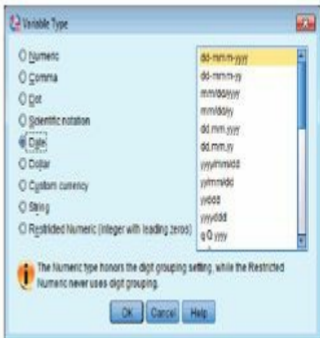 Variable Type
Numeric
Comma
Dot
Scientific notation
Date
Dollar
Custom currency
String
Restricted Numeric (integer with leading zeros)
dd-mmm-yyyy
dd-mmm-yy
mm/dd/yyyy
mm/dd/yy
dd.mm.yyyy
dd.mm.yy
yyyy/mm/dd
yy/mm/dd
yyddd
yyyyddd
q Q yyyy
The Numeric type honors the digit grouping setting, while the Restricted
Numeric never uses digit grouping.
OK Cancel Help